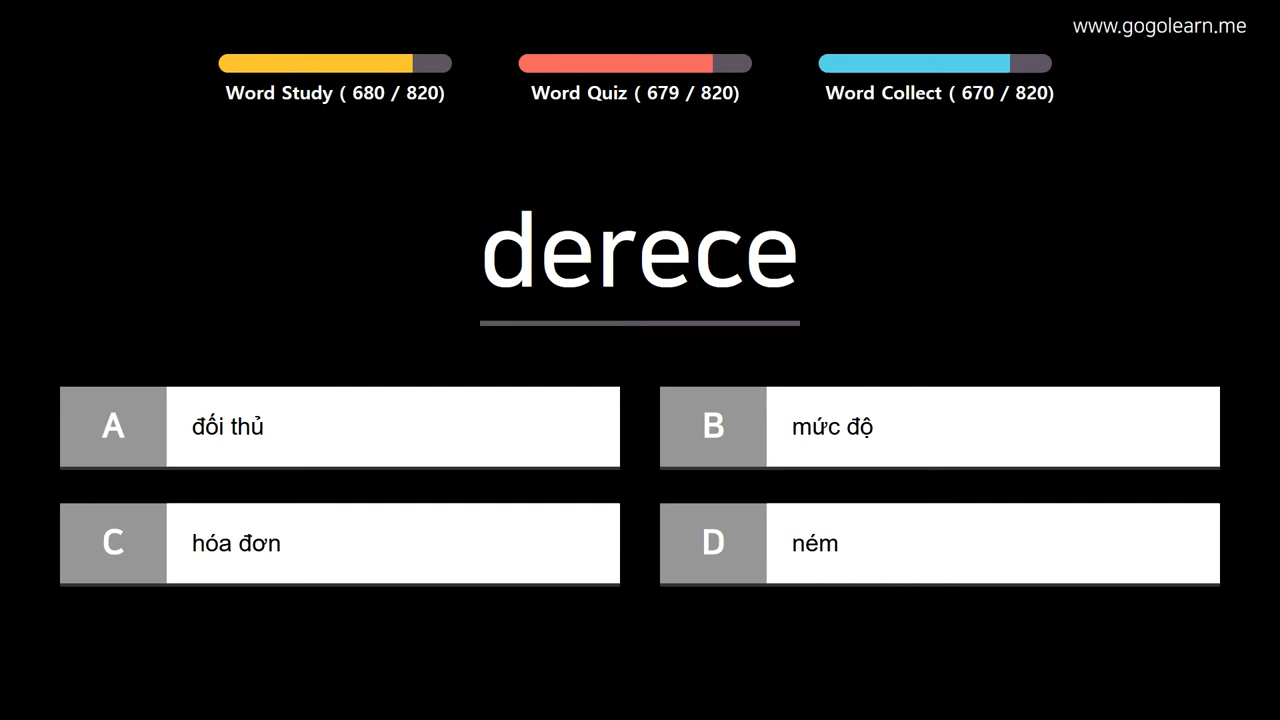 www.gogolearn.me
Word Study ( 680 / 820)
Word Quiz ( 679 / 820)
Word Collect ( 670 / 820)
derece
A đối thủ
B mức độ
C hóa đơn
D ném